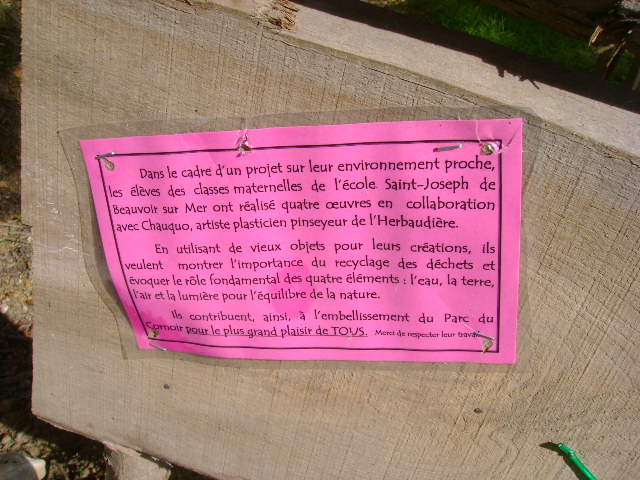 Dans le cadre d'un projet sur leur environnement proche,
les élèves des classes maternelles de l'école Saint-Joseph de
Beauvoir sur Mer ont réalisé quatre œuvres en collaboration
avec Chauquo, artiste plasticien pinseyeur de l'Herbaudière.
En utilisant de vieux objets pour leurs créations, ils
veulent montrer l'importance du recyclage des déchets et
évoquer le rôle fondamental des quatre éléments : l'eau, la terre,
l'air et la lumière pour l'équilibre de la nature.
Ils contribuent, ainsi, à l'embellissement du Parc du
Cornoir pour le plus grand plaisir de TOUS. Merci de respecter leur travail